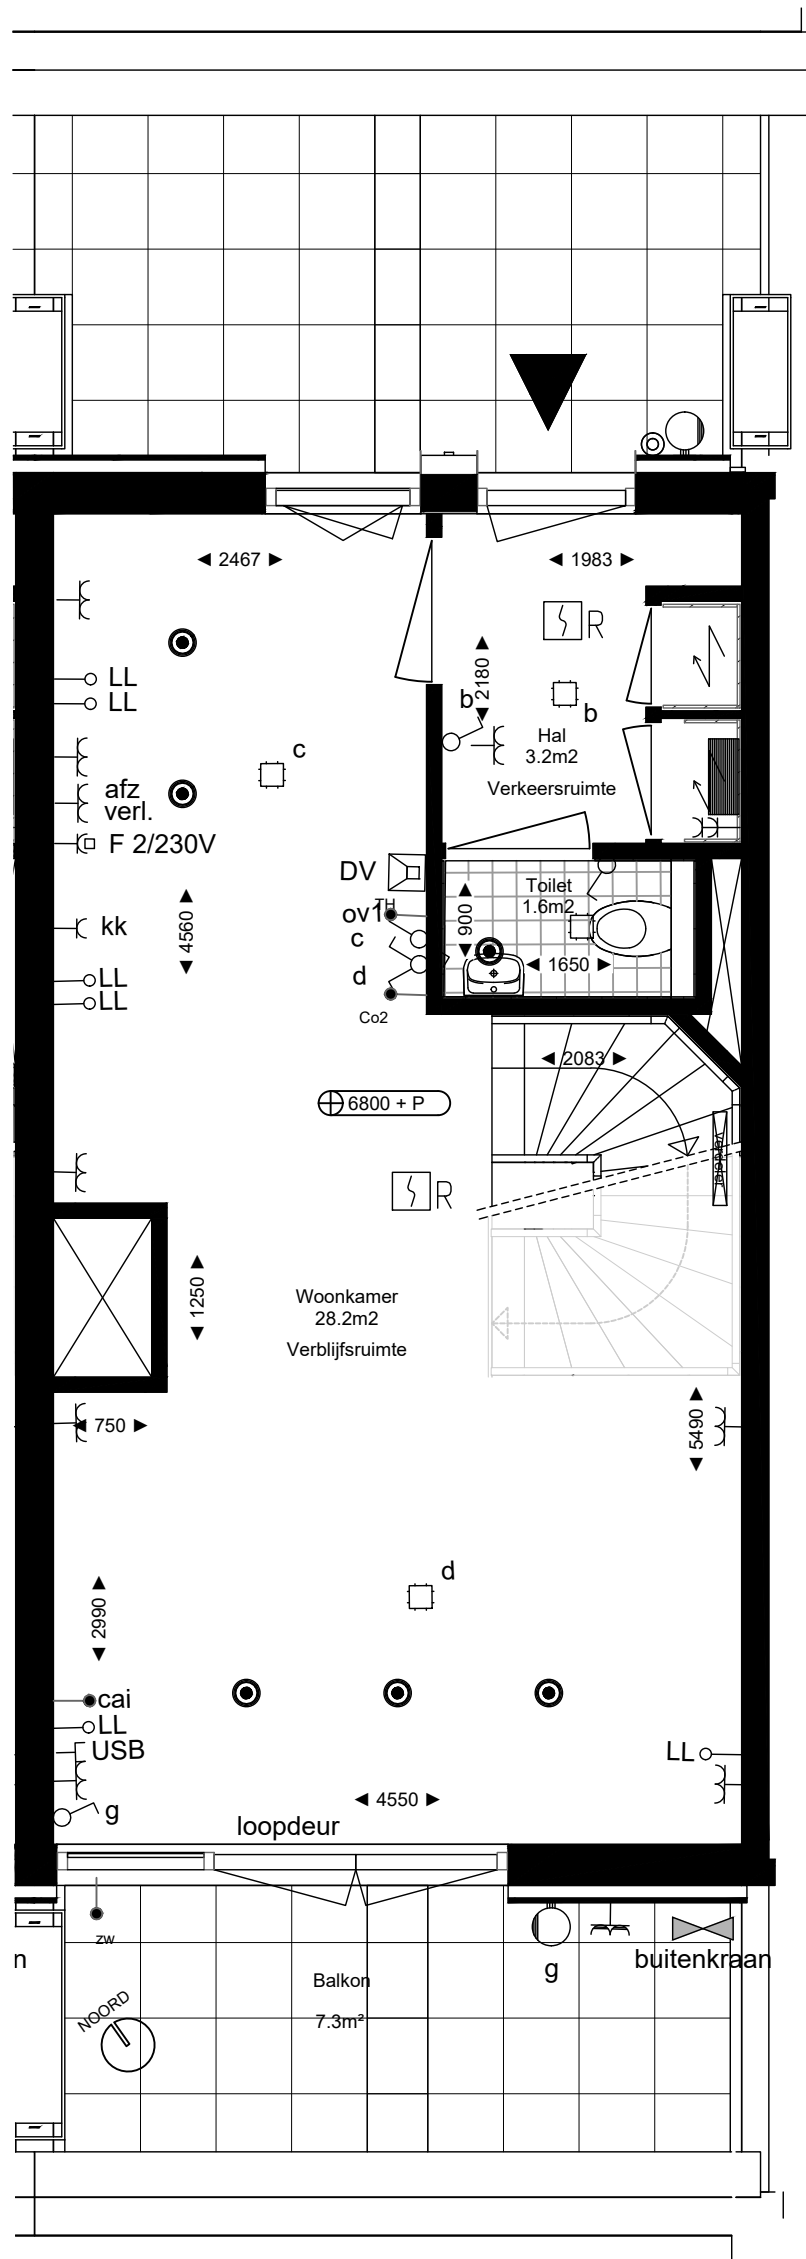 2467
1983
R
2180
b
b
LL
LL
Hal
3.2m2
Verkeersruimte
c
afz
verl.
F 2/230V
DV
TH
ov1
c
d
Co2
Toilet
1.6m2
900
1650
kk
4560
LL
LL
2083
6800 + P
verdeler
R
1250
Woonkamer
28.2m2
Verblijfsruimte
750
5490
d
2990
cai
LL
USB
LL
g
4550
loopdeur
zw
n
g
buitenkraan
NOORD
Balkon
7.3m²